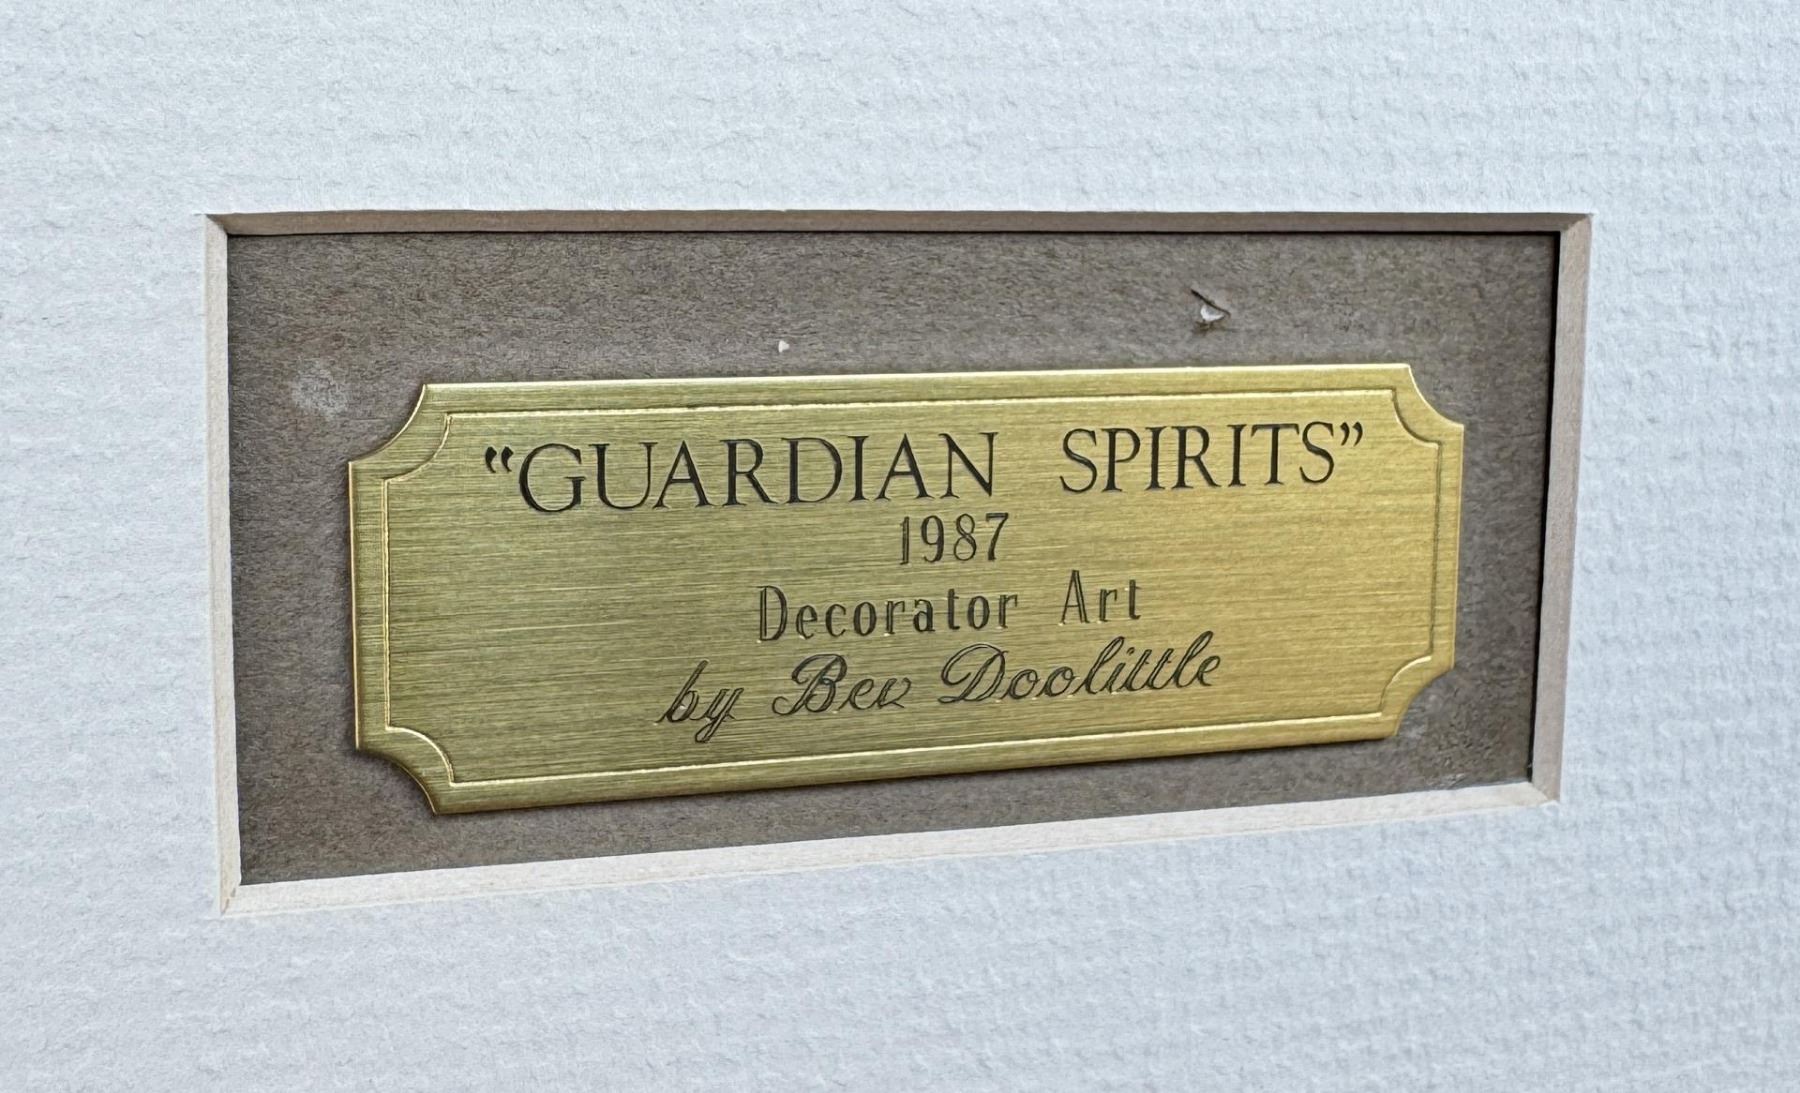 “GUARDIAN SPIRITS”
1987
Decorator Art
by Bev Doolittle